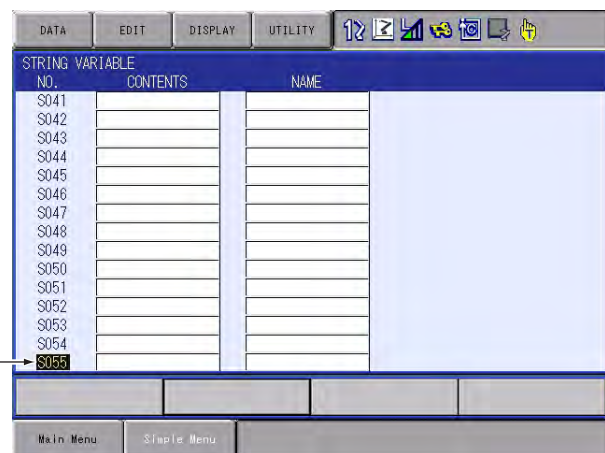 DATA EDIT DISPLAY UTILITY
STRING VARIABLE
NO. CONTENTS NAME
S041
S042
S043
S044
S045
S046
S047
S048
S049
S050
S051
S052
S053
S054
S055
Main Menu Simple Menu